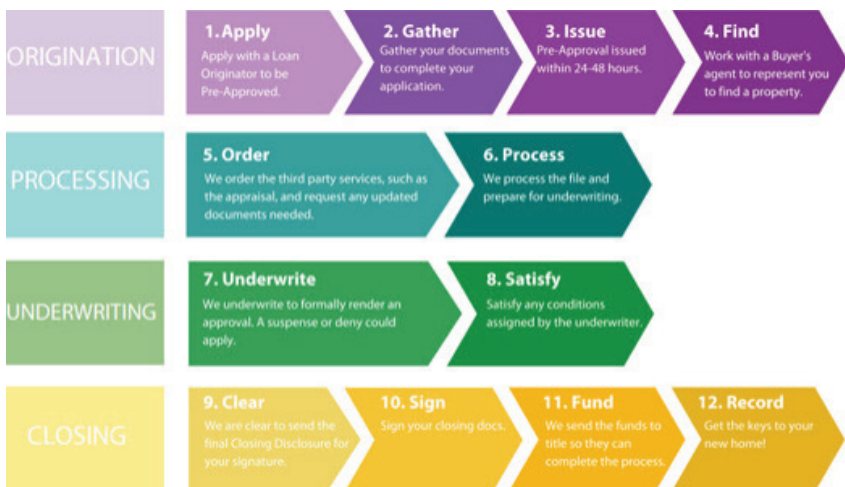 ORIGINATION
1. Apply
Apply with a Loan
Originator to be
Pre-Approved.
2. Gather
Gather your documents
to complete your
application.
3. Issue
Pre-Approval issued
within 24-48 hours.
4. Find
Work with a Buyer's
agent to represent you
to find a property.
PROCESSING
5. Order
We order the third party services, such as
the appraisal, and request any updated
documents needed.
6. Process
We process the file and
prepare for underwriting.
UNDERWRITING
7. Underwrite
We underwrite to formally render an
approval. A suspense or deny could
apply.
8. Satisfy
Satisfy any conditions
assigned by the underwriter.
CLOSING
9. Clear
We are clear to send the
final Closing Disclosure for
your signature.
10. Sign
Sign your closing docs.
11. Fund
We send the funds to
title so they can
complete the process.
12. Record
Get the keys to your
new home!